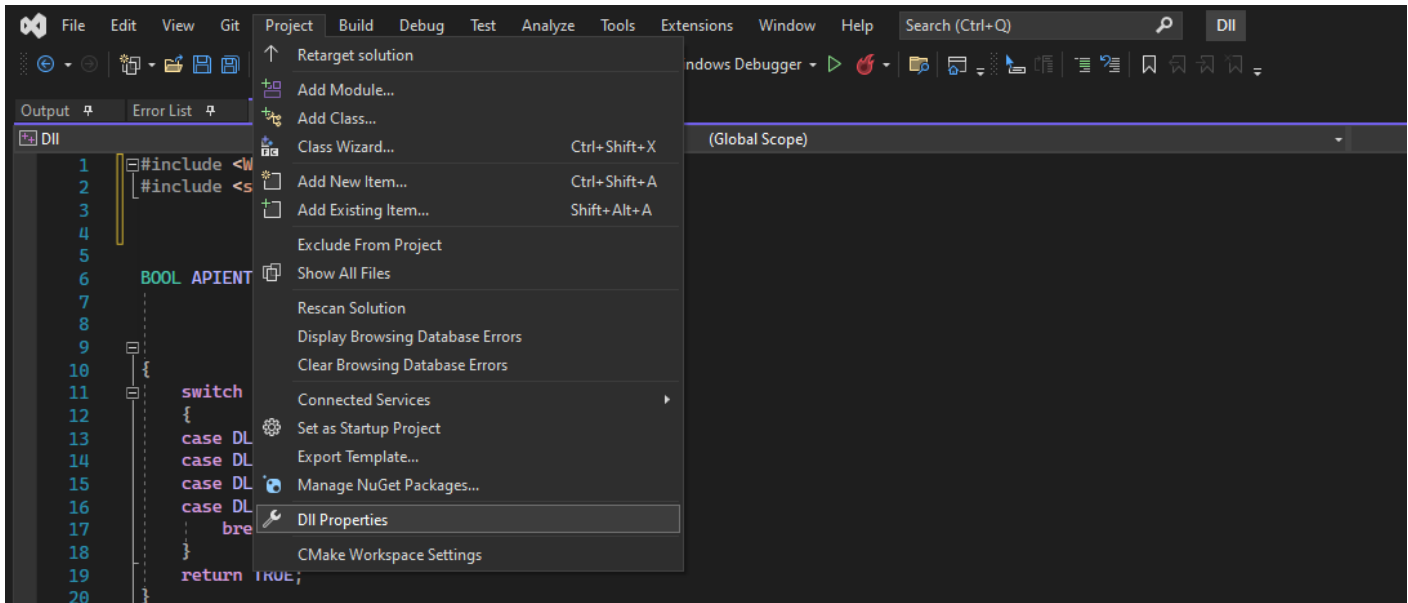 File Edit View Git Project Build Debug Test Analyze Tools Extensions Window Help Search (Ctrl+Q) Dll
Retarget solution
ndows Debugger
Add Module...
Output Error List
Add Class...
Dll (Global Scope)
Class Wizard... Ctrl+Shift+X
1 #include <W
Add New Item... Ctrl+Shift+A
2 #include <s
Add Existing Item... Shift+Alt+A
3
4
Exclude From Project
5
Show All Files
6 BOOL APIENT
7
Rescan Solution
8
Display Browsing Database Errors
9
Clear Browsing Database Errors
10 {
11 switch
Connected Services
12 {
Set as Startup Project
13 case DL
Export Template...
14 case DL
Manage NuGet Packages...
15 case DL
16 case DL
Dll Properties
17 bre
18 }
CMake Workspace Settings
19 return TRUE;
20 }